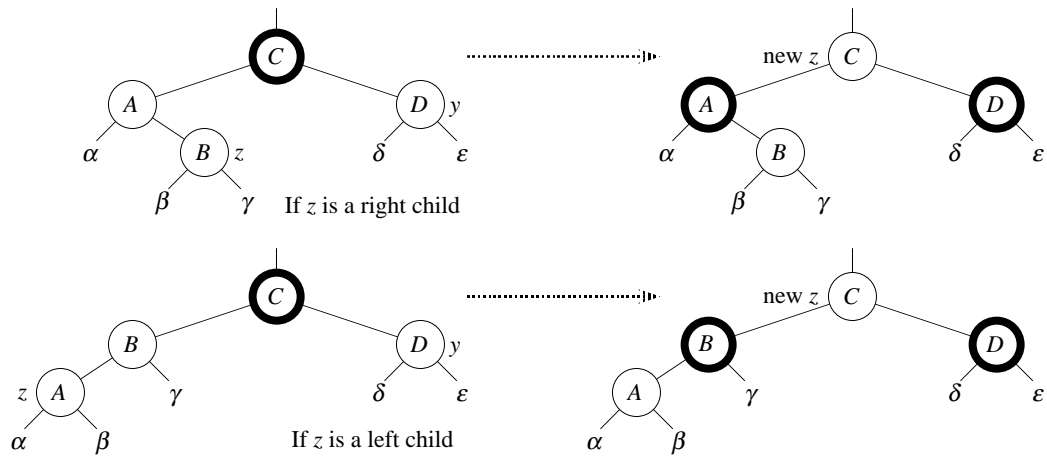 C new z C
A D y A D
α B z δ ε α B δ ε
β γ β γ
If z is a right child
C new z C
B D y B D
z A γ δ ε A γ δ ε
α β α β
If z is a left child